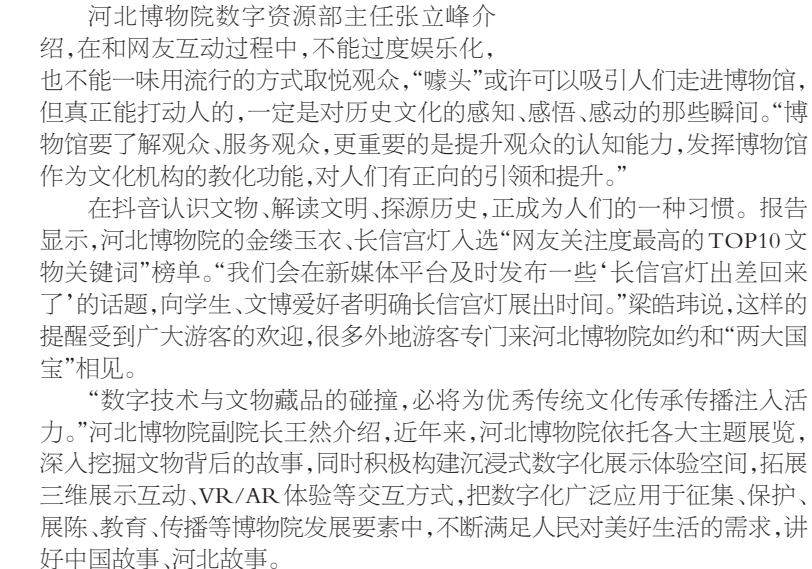 河北博物院数字资源部主任张立峰介
绍，在和网友互动过程中，不能过度娱乐化，
也不能一味用流行的方式取悦观众，“噱头”或许可以吸引人们走进博物馆，
但真正能打动人的，一定是对历史文化的感知、感悟、感动的那些瞬间。“博
物馆要了解观众、服务观众，更重要的是提升观众的认知能力，发挥博物馆
作为文化机构的教化功能，对人们有正向的引领和提升。”
在抖音认识文物、解读文明、探源历史，正成为人们的一种习惯。报告
显示，河北博物院的金缕玉衣、长信宫灯入选“网友关注度最高的TOP10文
物关键词”榜单。“我们会在新媒体平台及时发布一些‘长信宫灯出差回来
了’的话题，向学生、文博爱好者明确长信宫灯展出时间。”梁皓玮说，这样的
提醒受到广大游客的欢迎，很多外地游客专门来河北博物院如约和“两大国
宝”相见。
“数字技术与文物藏品的碰撞，必将为优秀传统文化传承传播注入活
力。”河北博物院副院长王然介绍，近年来，河北博物院依托各大主题展览，
深入挖掘文物背后的故事，同时积极构建沉浸式数字化展示体验空间，拓展
三维展示互动、VR/AR体验等交互方式，把数字化广泛应用于征集、保护、
展陈、教育、传播等博物院发展要素中，不断满足人民对美好生活的需求，讲
好中国故事、河北故事。